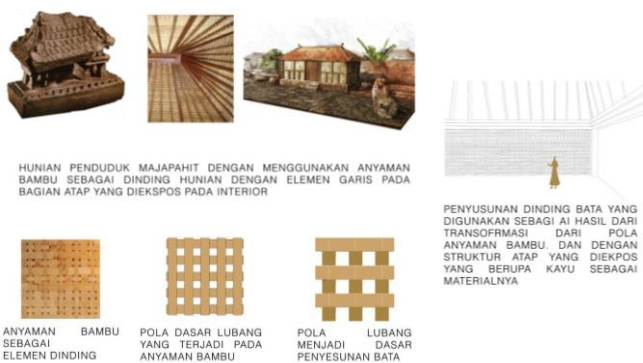 HUNIAN PENDUDUK MAJAPAHIT DENGAN MENGGUNAKAN ANYAMAN
BAMBU SEBAGAI DINDING HUNIAN DENGAN ELEMEN GARIS PADA
BAGIAN ATAP YANG DIEKSPOS PADA INTERIOR
PENYUSUNAN DINDING BATA YANG
DIGUNAKAN SEBAGI AI HASIL DARI
TRANSOFRMASI DARI POLA
ANYAMAN BAMBU. DAN DENGAN
STRUKTUR ATAP YANG DIEKPOS
YANG BERUPA KAYU SEBAGAI
MATERIALNYA
ANYAMAN BAMBU
SEBAGAI
ELEMEN DINDING
POLA DASAR LUBANG
YANG TERJADI PADA
ANYAMAN BAMBU
POLA LUBANG
MENJADI DASAR
PENYESUNAN BATA